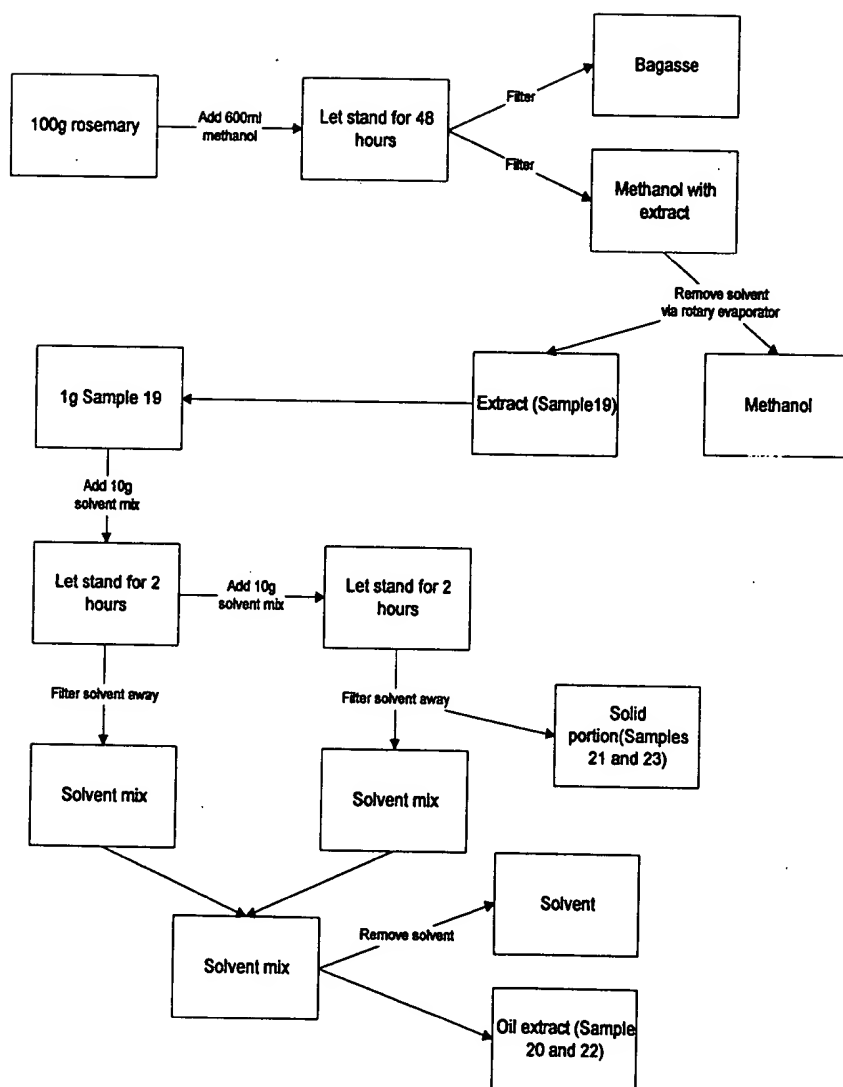 100g rosemary
Add 600ml
methanol
Let stand for 48
hours
Filter
Bagasse
Filter
Methanol with
extract
Remove solvent
via rotary evaporator
1g Sample 19
Extract (Sample19)
Methanol
Add 10g
solvent mix
Let stand for 2
hours
Add 10g
solvent mix
Let stand for 2
hours
Filter solvent away
Filter solvent away
Solid
portion(Samples
21 and 23)
Solvent mix
Solvent mix
Solvent
Remove solvent
Solvent mix
Oil extract (Sample
20 and 22)